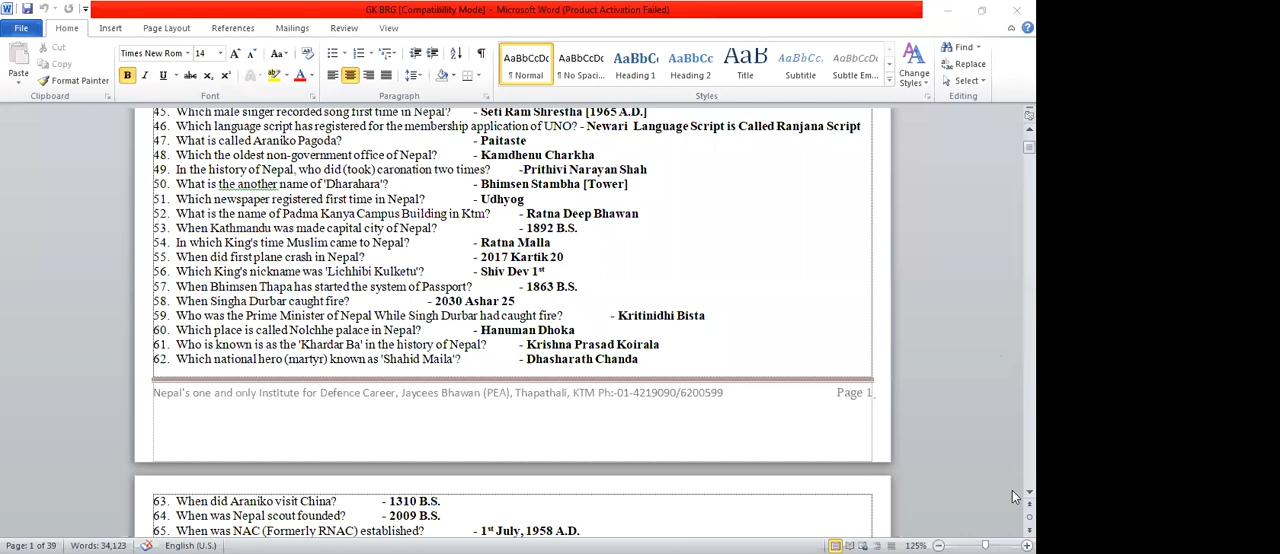 GK BRG [Compatibility Mode] - Microsoft Word (Product Activation Failed)
File Home Insert Page Layout References Mailings Review View
Cut
Copy
Format Painter
Paste
Clipboard
Times New Rom 14
Font
Paragraph
AaBbCcDc AaBbCcDc AaBbC( AaBbCc AaB AaBbCc. AaBbCcDc
¶ Normal ¶ No Spaci... Heading 1 Heading 2 Title Subtitle Subtle Em...
Styles
Change Styles
Find
Replace
Select
Editing
45. Which male singer recorded song first time in Nepal? - Seti Ram Shrestha [1965 A.D.]
46. Which language script has registered for the membership application of UNO? - Newari Language Script is Called Ranjana Script
47. What is called Araniko Pagoda? - Paitaste
48. Which the oldest non-government office of Nepal? - Kamdhenu Charkha
49. In the history of Nepal, who did (took) caronation two times? -Prithivi Narayan Shah
50. What is the another name of 'Dharahara'? - Bhimsen Stambha [Tower]
51. Which newspaper registered first time in Nepal? - Udhyog
52. What is the name of Padma Kanya Campus Building in Ktm? - Ratna Deep Bhawan
53. When Kathmandu was made capital city of Nepal? - 1892 B.S.
54. In which King's time Muslim came to Nepal? - Ratna Malla
55. When did first plane crash in Nepal? - 2017 Kartik 20
56. Which King's nickname was 'Lichhibi Kulketu'? - Shiv Dev 1st
57. When Bhimsen Thapa has started the system of Passport? - 1863 B.S.
58. When Singha Durbar caught fire? - 2030 Ashar 25
59. Who was the Prime Minister of Nepal While Singh Durbar had caught fire? - Kritinidhi Bista
60. Which place is called Nolchhe palace in Nepal? - Hanuman Dhoka
61. Who is known is as the 'Khardar Ba' in the history of Nepal? - Krishna Prasad Koirala
62. Which national hero (martyr) known as 'Shahid Maila'? - Dhasharath Chanda
Nepal's one and only Institute for Defence Career, Jaycees Bhawan (PEA), Thapathali, KTM Ph:-01-4219090/6200599 Page 1
63. When did Araniko visit China? - 1310 B.S.
64. When was Nepal scout founded? - 2009 B.S.
65. When was NAC (Formerly RNAC) established? - 1st July, 1958 A.D.
Page: 1 of 39 Words: 34,123 English (U.S.) 125%